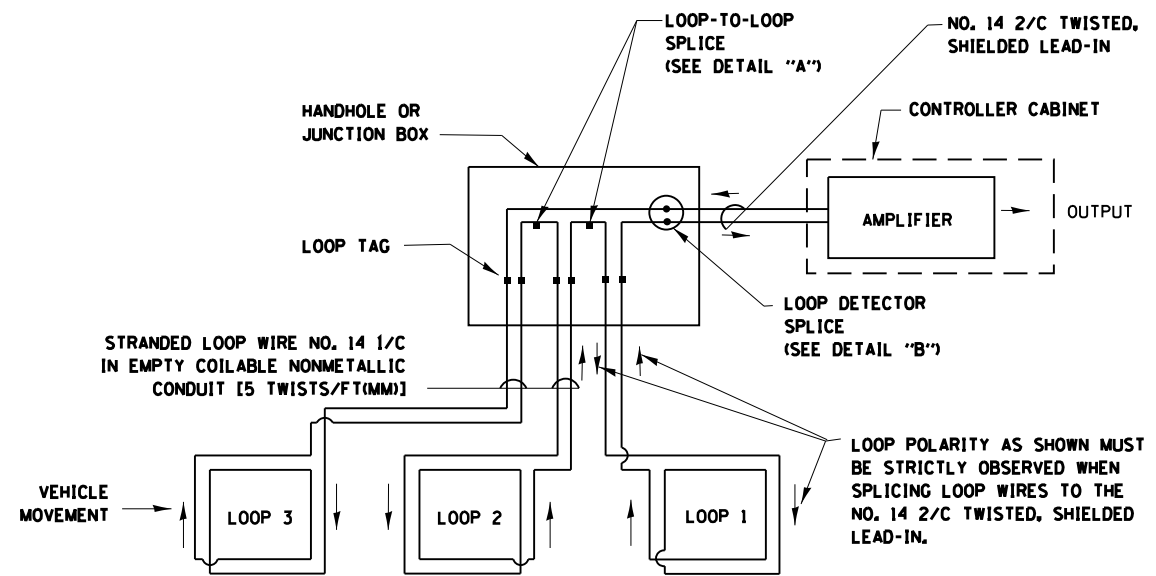 LOOP-TO-LOOP
SPLICE
(SEE DETAIL "A")
NO. 14 2/C TWISTED,
SHIELDED LEAD-IN
HANDHOLE OR
JUNCTION BOX
CONTROLLER CABINET
AMPLIFIER
OUTPUT
LOOP TAG
LOOP DETECTOR
SPLICE
(SEE DETAIL "B")
STRANDED LOOP WIRE NO. 14 1/C
IN EMPTY COILABLE NONMETALLIC
CONDUIT [5 TWISTS/FT(MM)]
LOOP POLARITY AS SHOWN MUST
BE STRICTLY OBSERVED WHEN
SPLICING LOOP WIRES TO THE
NO. 14 2/C TWISTED, SHIELDED
LEAD-IN.
VEHICLE
MOVEMENT
LOOP 3
LOOP 2
LOOP 1